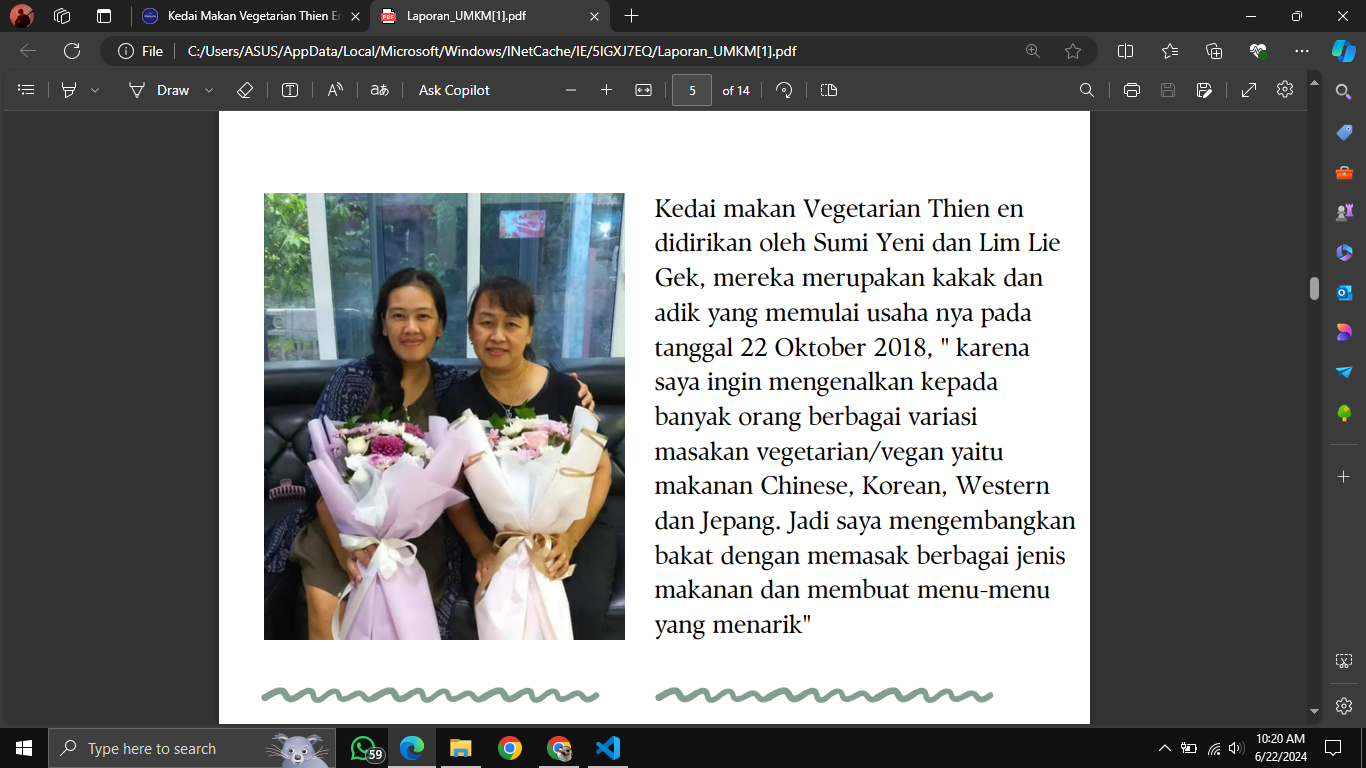 Kedai Makan Vegetarian Thien En
Laporan_UMKM[1].pdf
File
C:/Users/ASUS/AppData/Local/Microsoft/Windows/INetCache/IE/5IGXJ7EQ/Laporan_UMKM[1].pdf
Draw
Ask Copilot
5 of 14
Kedai makan Vegetarian Thien en
didirikan oleh Sumi Yeni dan Lim Lie
Gek, mereka merupakan kakak dan
adik yang memulai usaha nya pada
tanggal 22 Oktober 2018, " karena
saya ingin mengenalkan kepada
banyak orang berbagai variasi
masakan vegetarian/vegan yaitu
makanan Chinese, Korean, Western
dan Jepang. Jadi saya mengembangkan
bakat dengan memasak berbagai jenis
makanan dan membuat menu-menu
yang menarik"
Type here to search
59
10:20 AM
6/22/2024